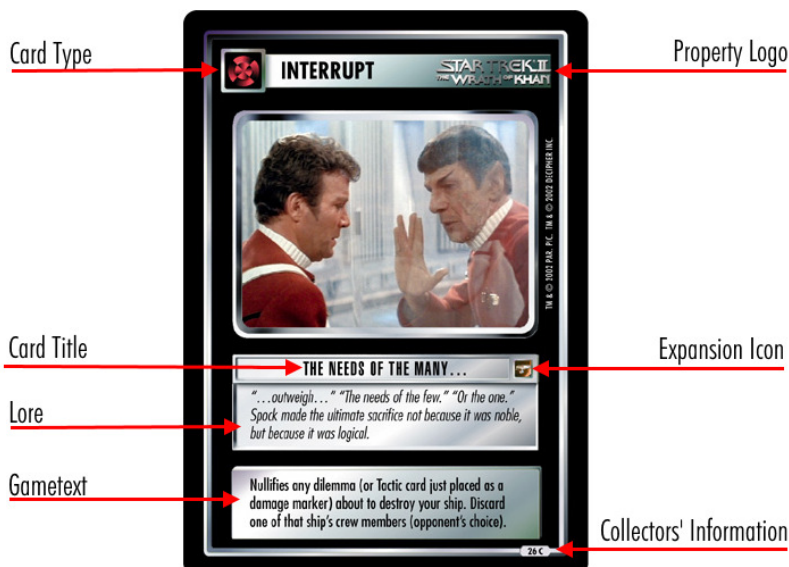 Card Type
INTERRUPT
STAR TREK II
THE WRATH OF KHAN
Property Logo
TM & © 2002 PAR. PIC. TM & © 2002 DECIPHER INC.
Card Title
THE NEEDS OF THE MANY...
Expansion Icon
Lore
"...outweigh..." "The needs of the few." "Or the one."
Spock made the ultimate sacrifice not because it was noble,
but because it was logical.
Gametext
Nullifies any dilemma (or Tactic card just placed as a
damage marker) about to destroy your ship. Discard
one of that ship's crew members (opponent's choice).
Collectors' Information
26 C